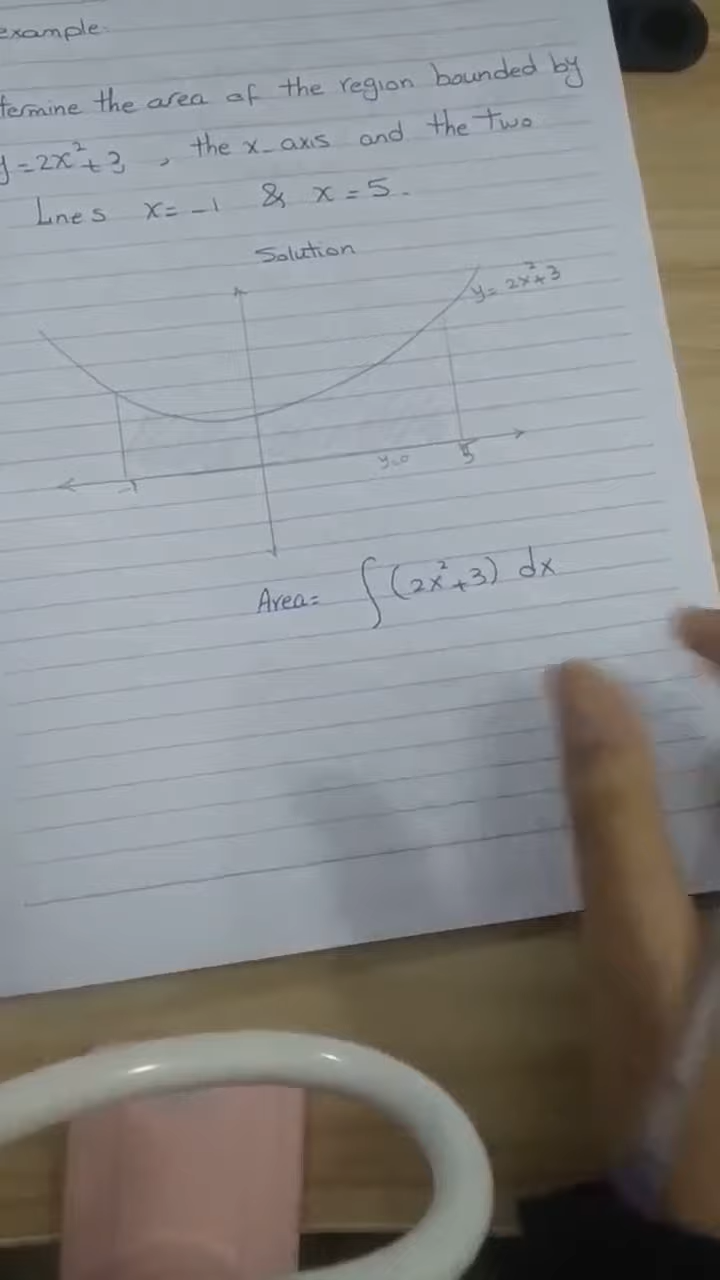 example.
termine the area of the region bounded by
y=2x²+3, the x-axis and the two
Lines x=-1 & x=5.
Solution
y=2x²+3
y=0
5
-1
Area= ∫(2x²+3) dx